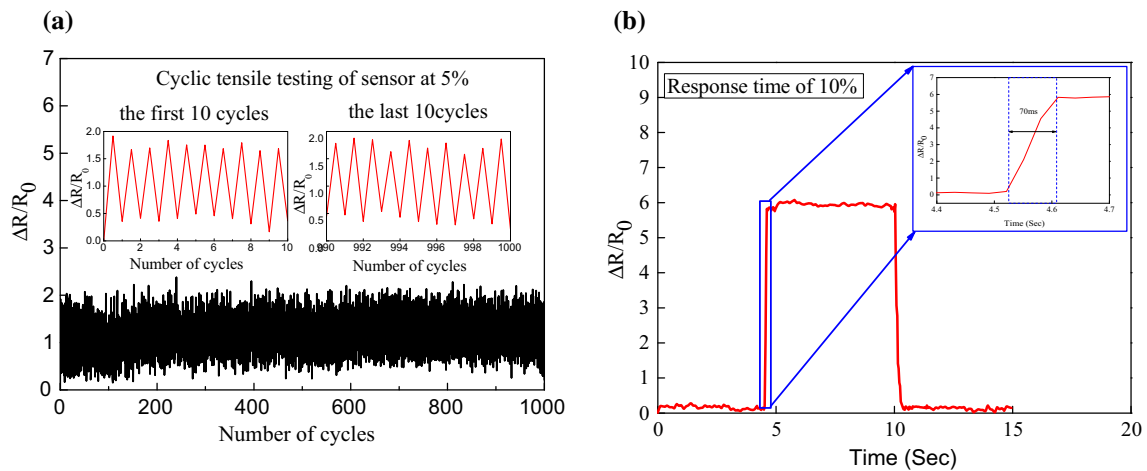 (a)
7
6
5
4
3
2
1
0
ΔR/R0
Cyclic tensile testing of sensor at 5%
the first 10 cycles
the last 10cycles
2.0
1.5
1.0
0.5
0.0
ΔR/R0
0 2 4 6 8 10
Number of cycles
2.0
1.5
1.0
0.5
ΔR/R0
992 994 996 998 1000
Number of cycles
0 200 400 600 800 1000
Number of cycles
(b)
10
9
8
7
6
5
4
3
2
1
0
ΔR/R0
Response time of 10%
7
6
5
4
3
2
1
0
ΔR/R0
70ms
4.4 4.5 4.6 4.7
Time (Sec)
0 5 10 15 20
Time (Sec)